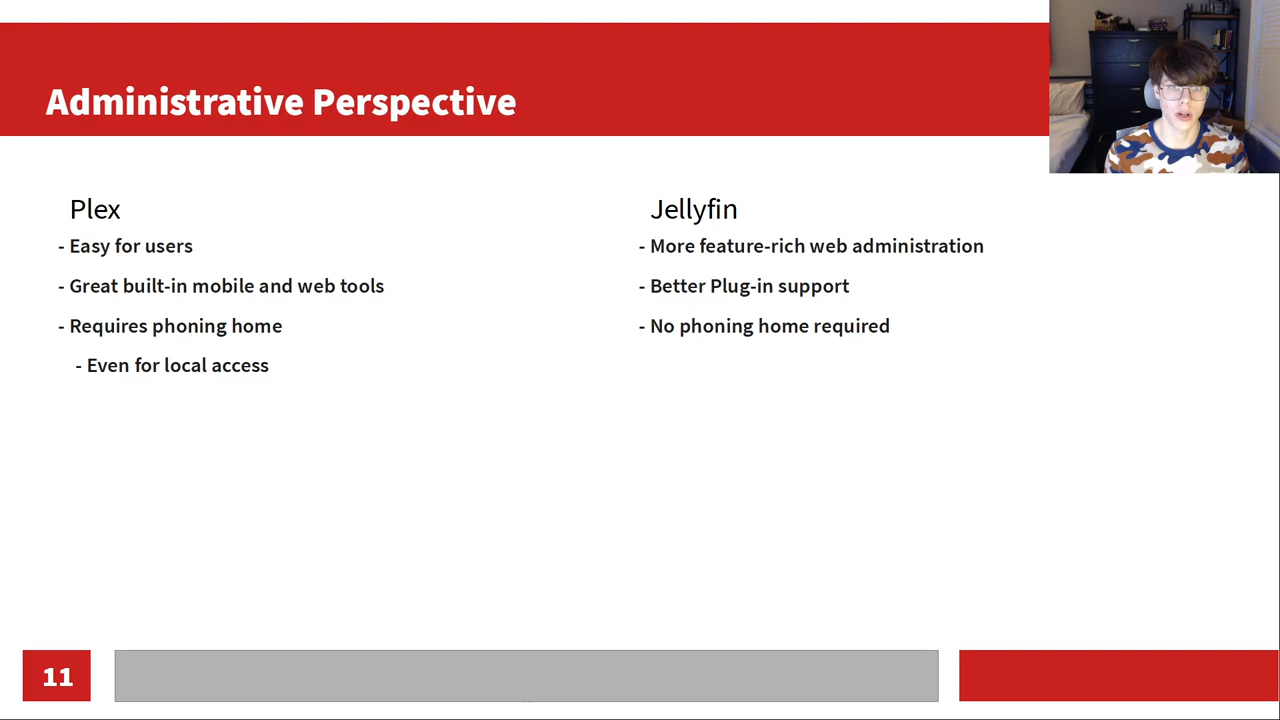 Administrative Perspective
Plex
- Easy for users
- Great built-in mobile and web tools
- Requires phoning home
- Even for local access
Jellyfin
- More feature-rich web administration
- Better Plug-in support
- No phoning home required
11